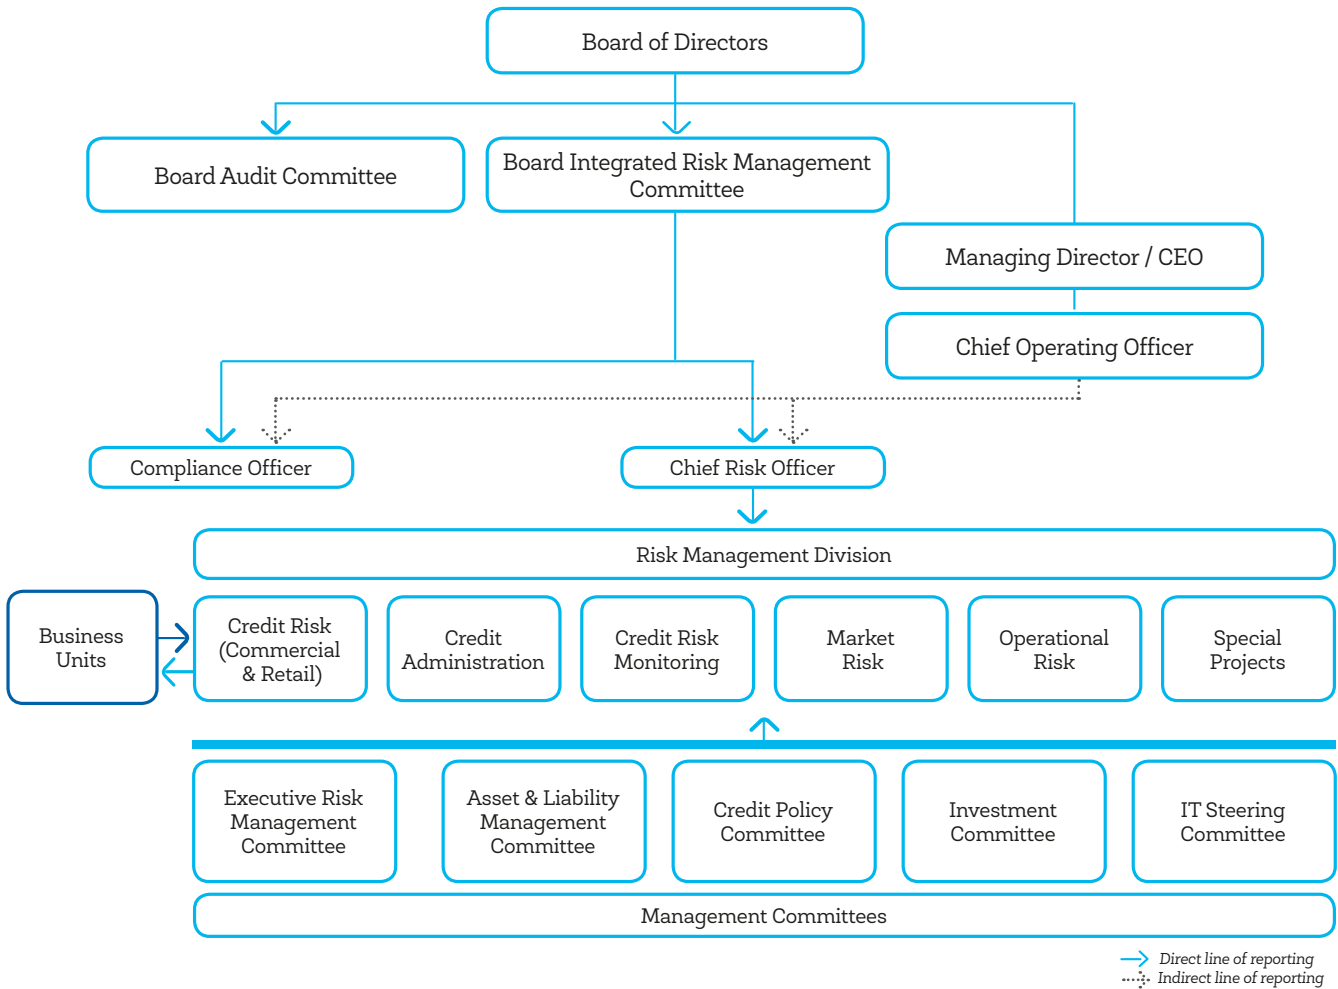 Board of Directors
Board Audit Committee
Board Integrated Risk Management
Committee
Managing Director / CEO
Chief Operating Officer
Compliance Officer
Chief Risk Officer
Risk Management Division
Business
Units
Credit Risk
(Commercial
& Retail)
Credit
Administration
Credit Risk
Monitoring
Market
Risk
Operational
Risk
Special
Projects
Executive Risk
Management
Committee
Asset & Liability
Management
Committee
Credit Policy
Committee
Investment
Committee
IT Steering
Committee
Management Committees
Direct line of reporting
Indirect line of reporting